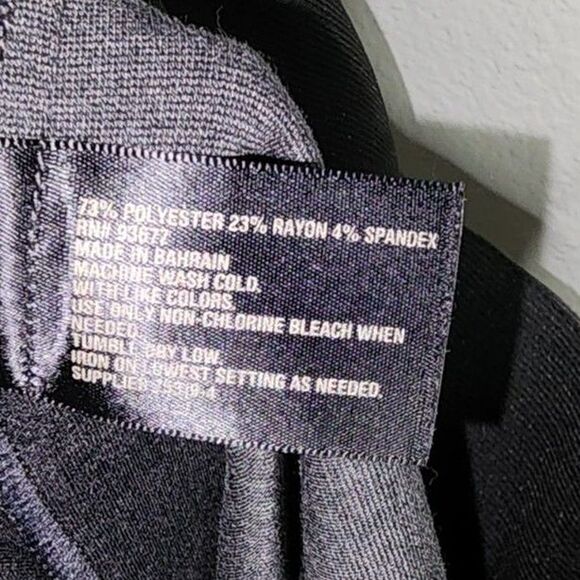 73% POLYESTER 23% RAYON 4% SPANDEX
RN# 93677
MADE IN BAHRAIN
MACHINE WASH COLD.
WITH LIKE COLORS.
USE ONLY NON-CHLORINE BLEACH WHEN
NEEDED.
TUMBLE DRY LOW.
IRON ON LOWEST SETTING AS NEEDED.
SUPPLIER